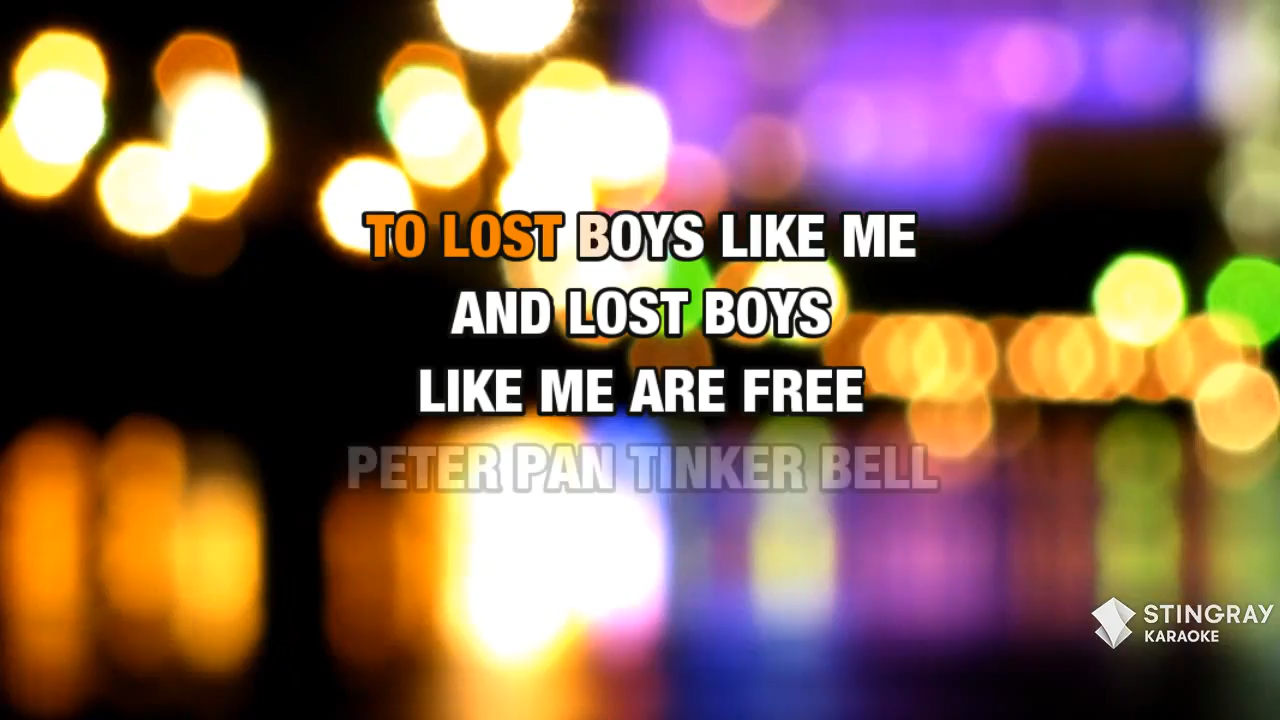 TO LOST BOYS LIKE ME
AND LOST BOYS
LIKE ME ARE FREE
PETER PAN TINKER BELL
STINGRAY
KARAOKE